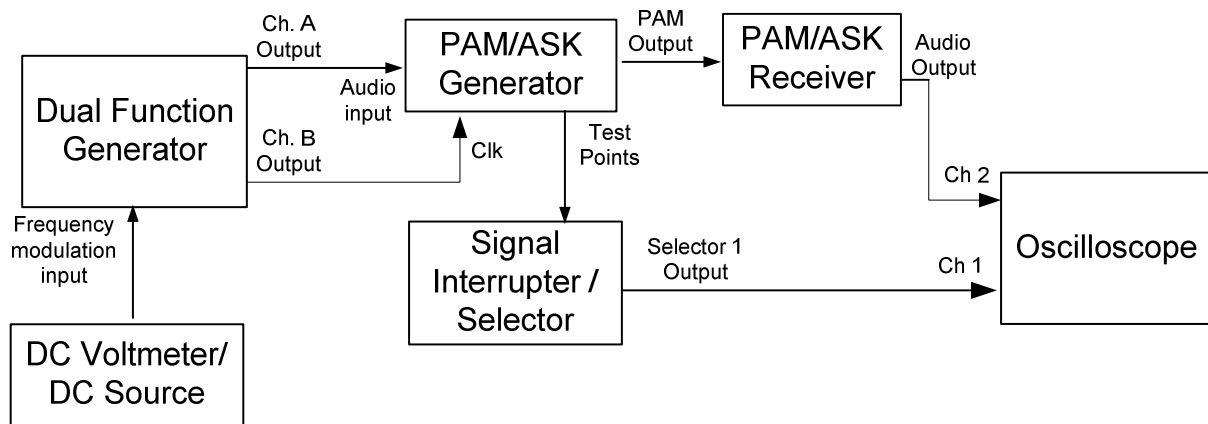 Ch. A
Output
Dual Function
Generator
Ch. B
Output
Frequency
modulation
input
DC Voltmeter/
DC Source
Audio
input
PAM/ASK
Generator
Clk
Test
Points
PAM
Output
PAM/ASK
Receiver
Audio
Output
Signal
Interrupter /
Selector
Selector 1
Output
Ch 2
Ch 1
Oscilloscope